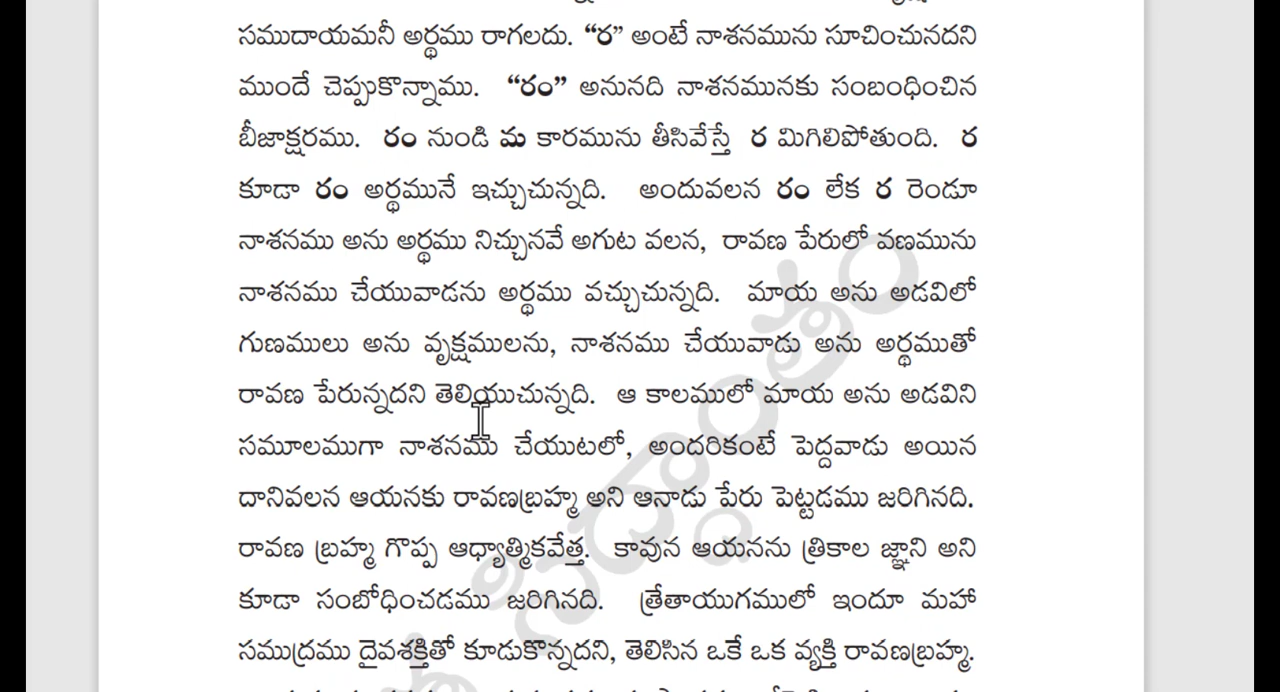 సముదాయమనీ అర్థము రాగలదు. “ర” అంటే నాశనమును సూచించునదని
ముందే చెప్పుకొన్నాము. “రం” అనునది నాశనమునకు సంబంధించిన
బీజాక్షరము. రం నుండి మ కారమును తీసివేస్తే ర మిగిలిపోతుంది. ర
కూడా రం అర్థమునే ఇచ్చుచున్నది. అందువలన రం లేక ర రెండూ
నాశనము అను అర్థము నిచ్చునవే అగుట వలన, రావణ పేరులో వణమును
నాశనము చేయువాడను అర్థము వచ్చుచున్నది. మాయ అను అడవిలో
గుణములు అను వృక్షములను, నాశనము చేయువాడు అను అర్థముతో
రావణ పేరున్నదని తెలియుచున్నది. ఆ కాలములో మాయ అను అడవిని
సమూలముగా నాశనము చేయుటలో, అందరికంటే పెద్దవాడు అయిన
దానివలన ఆయనకు రావణబ్రహ్మ అని ఆనాడు పేరు పెట్టడము జరిగినది.
రావణ బ్రహ్మ గొప్ప ఆధ్యాత్మికవేత్త. కావున ఆయనను త్రికాల జ్ఞాని అని
కూడా సంబోధించడము జరిగినది. త్రేతాయుగములో ఇందూ మహా
సముద్రము దైవశక్తితో కూడుకొన్నదని, తెలిసిన ఒకే ఒక వ్యక్తి రావణబ్రహ్మ.